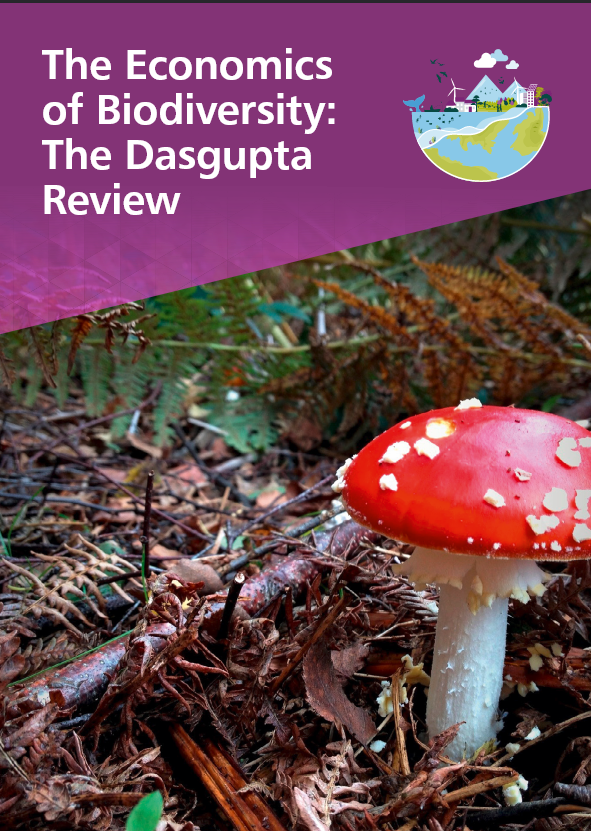 The Economics
of Biodiversity:
The Dasgupta
Review